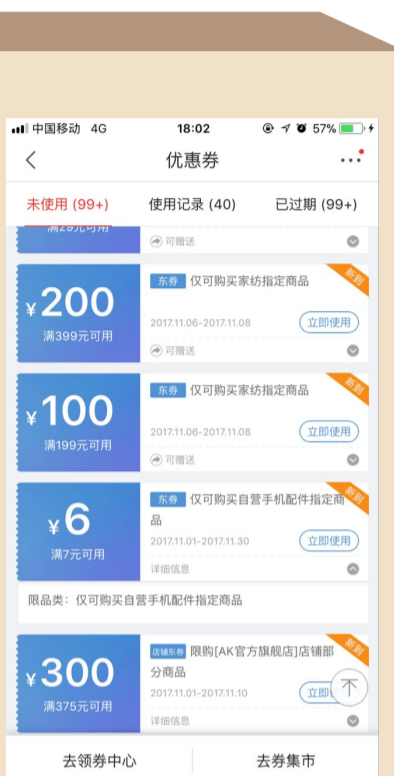 中国移动 4G 18:02 57%
优惠券
未使用 (99+) 使用记录 (40) 已过期 (99+)
满29元可用
可赠送
¥200
满399元可用
东券 仅可购买家纺指定商品
新到
2017.11.06-2017.11.08
立即使用
可赠送
¥100
满199元可用
东券 仅可购买家纺指定商品
新到
2017.11.06-2017.11.08
立即使用
可赠送
¥6
满7元可用
东券 仅可购买自营手机配件指定商
品
新到
2017.11.01-2017.11.30
立即使用
详细信息
限品类：仅可购买自营手机配件指定商品
¥300
满375元可用
店铺东券 限购[AK官方旗舰店]店铺部
分商品
新到
2017.11.01-2017.11.10
立即
详细信息
去领券中心 去券集市